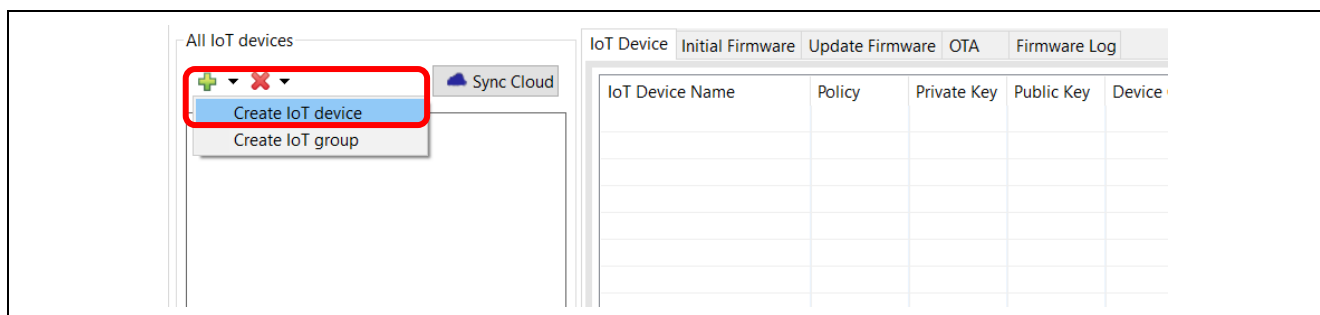 All IoT devices
Sync Cloud
Create IoT device
Create IoT group
IoT Device Initial Firmware Update Firmware OTA Firmware Log
IoT Device Name Policy Private Key Public Key Device